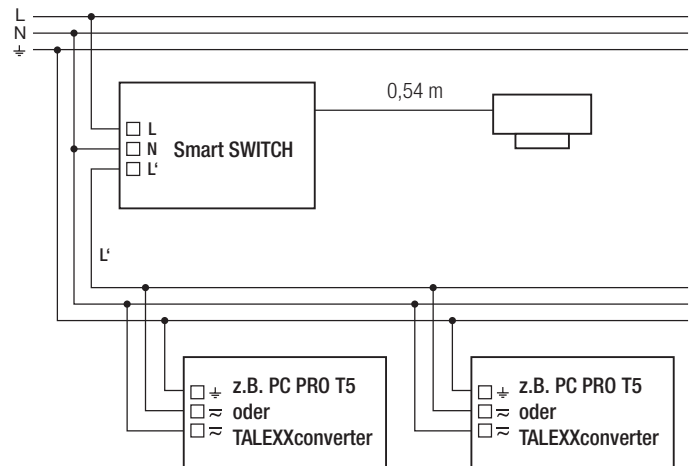 L
N
0,54 m
L
N Smart SWITCH
L‘
L‘
z.B. PC PRO T5
oder
TALEXXconverter
z.B. PC PRO T5
oder
TALEXXconverter